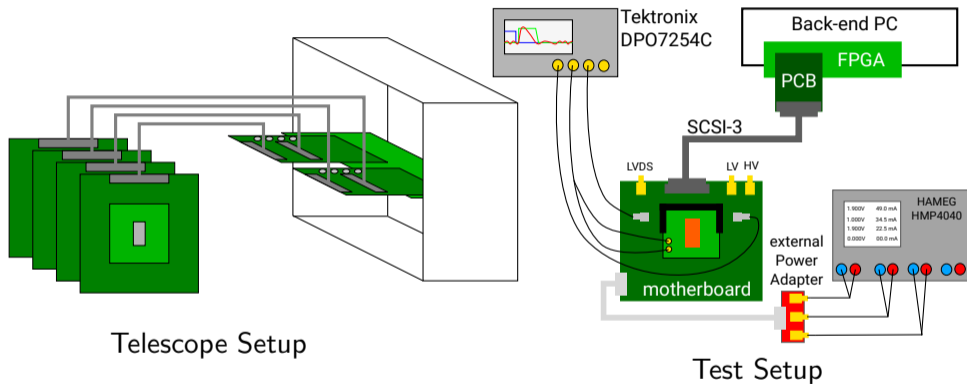 Tektronix
DPO7254C
Back-end PC
FPGA
PCB
SCSI-3
LVDS
LV HV
HAMEG
HMP4040
1.900V 49.0 mA
1.000V 34.5 mA
1.900V 22.5 mA
0.000V 00.0 mA
external
Power
Adapter
motherboard
Telescope Setup
Test Setup